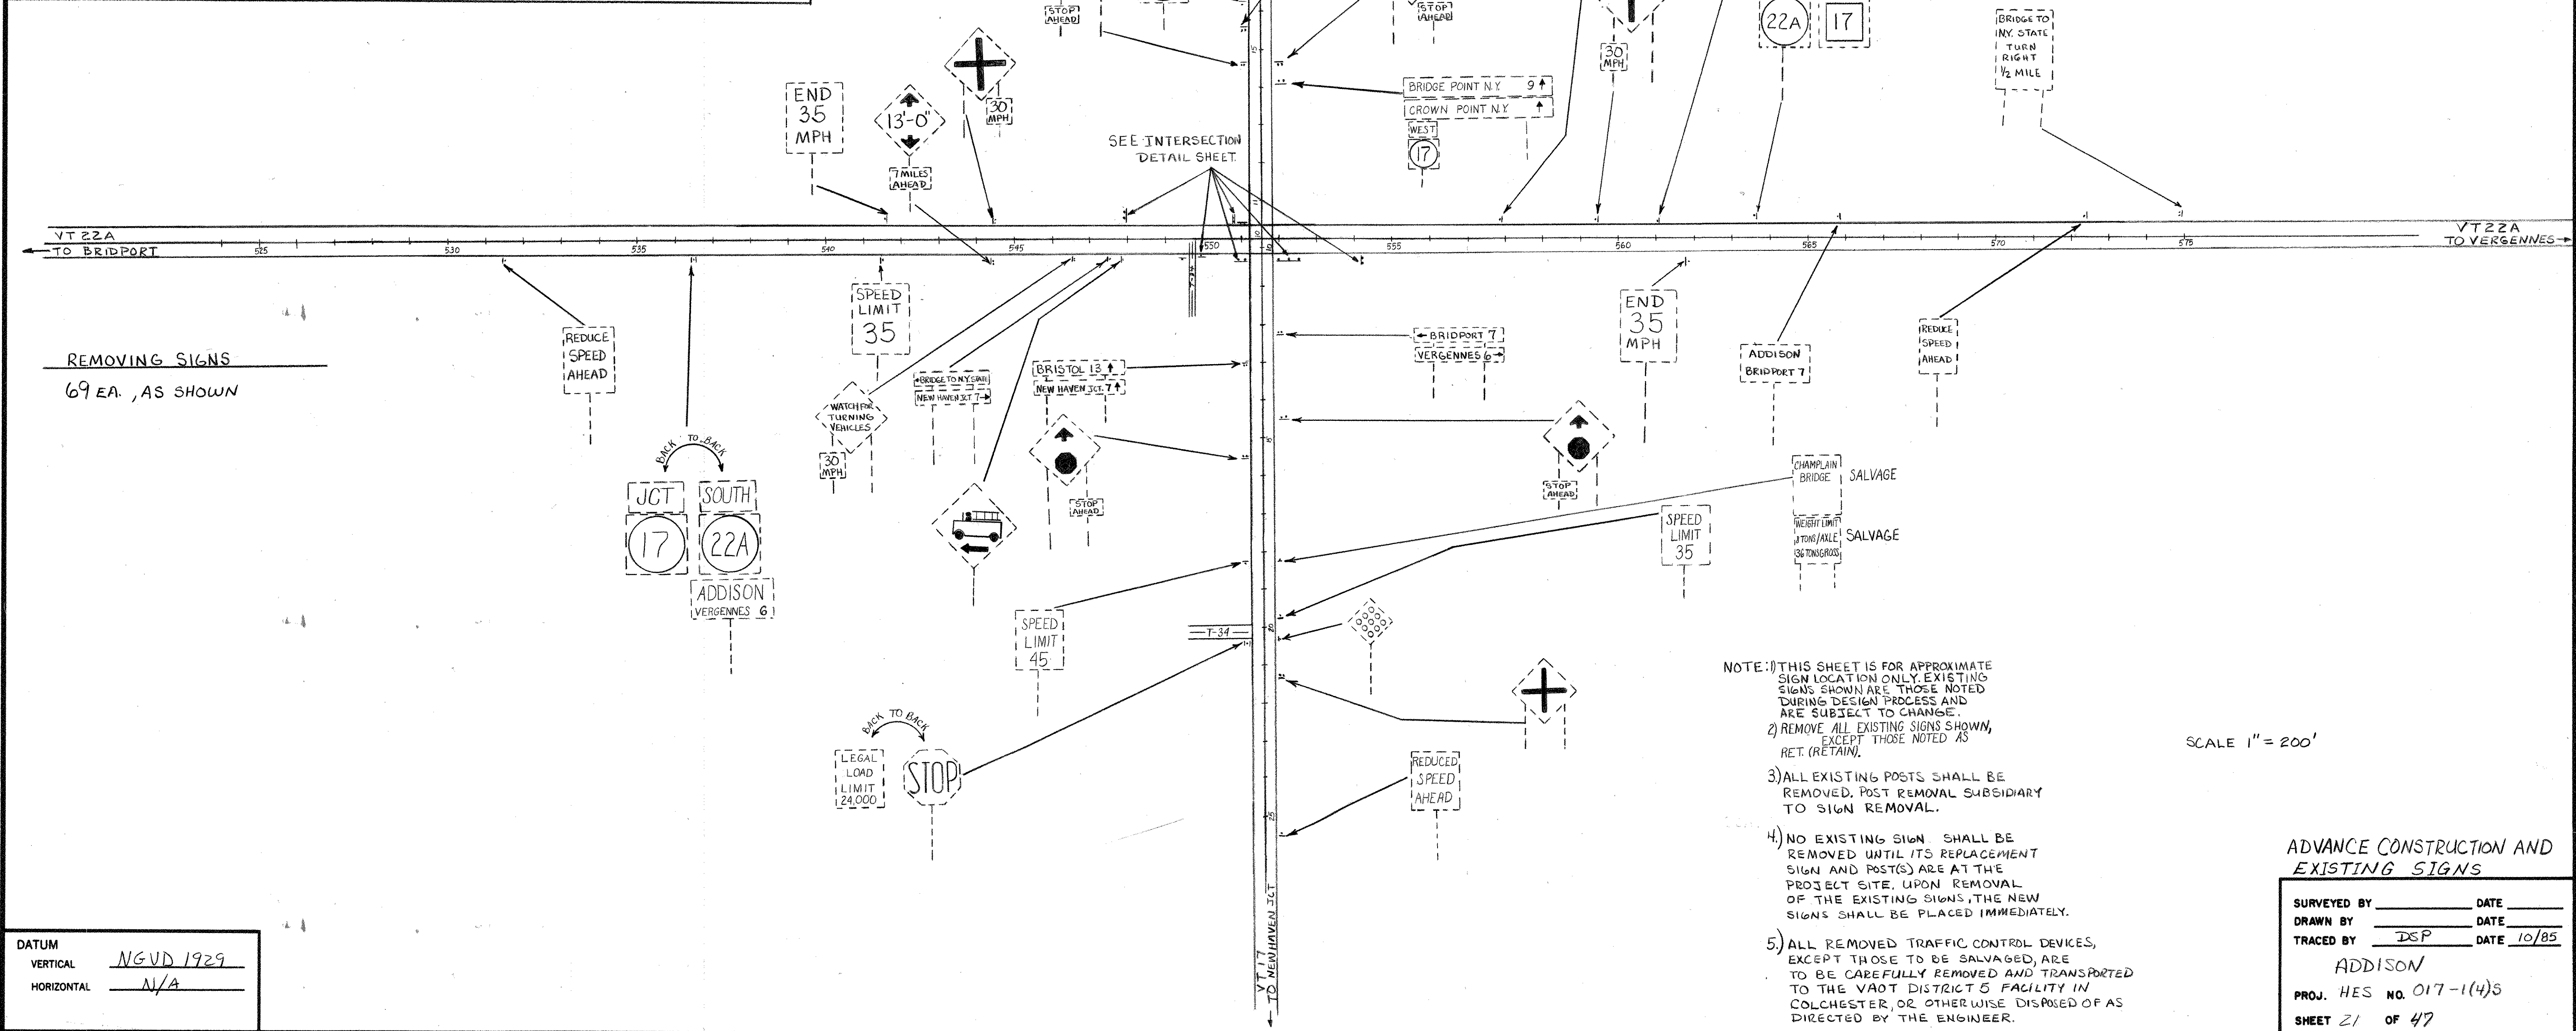 STOP
AHEAD
STOP
AHEAD
22A
17
BRIDGE TO
N.Y. STATE
TURN
RIGHT
1/2 MILE
15
30
MPH
END
35
MPH
13'-0"
7 MILES
AHEAD
30
MPH
BRIDGE POINT N.Y. 9
CROWN POINT N.Y.
WEST
17
SEE INTERSECTION
DETAIL SHEET
VT 22A
TO BRIDPORT
525
530
535
540
545
550
555
560
565
570
575
VT 22A
TO VERGENNES
10
T-34
REMOVING SIGNS
69 EA., AS SHOWN
REDUCE
SPEED
AHEAD
SPEED
LIMIT
35
WATCH FOR
TURNING
VEHICLES
30
MPH
BRIDGE TO N.Y. STATE
NEW HAVEN JCT. 7
BRISTOL 13
NEW HAVEN JCT. 7
STOP
AHEAD
BRIDPORT 7
VERGENNES 6
END
35
MPH
ADDISON
BRIDPORT 7
REDUCE
SPEED
AHEAD
BACK TO BACK
JCT
17
SOUTH
22A
ADDISON
VERGENNES 6
15
STOP
AHEAD
SPEED
LIMIT
35
CHAMPLAIN
BRIDGE
SALVAGE
WEIGHT LIMIT
8 TONS/AXLE
36 TONS GROSS
SALVAGE
SPEED
LIMIT
45
T-34
20
BACK TO BACK
LEGAL
LOAD
LIMIT
24,000
STOP
REDUCED
SPEED
AHEAD
25
VT 17
TO NEW HAVEN JCT
NOTE: 1) THIS SHEET IS FOR APPROXIMATE
SIGN LOCATION ONLY. EXISTING
SIGNS SHOWN ARE THOSE NOTED
DURING DESIGN PROCESS AND
ARE SUBJECT TO CHANGE.
2) REMOVE ALL EXISTING SIGNS SHOWN,
EXCEPT THOSE NOTED AS
RET. (RETAIN).
3.) ALL EXISTING POSTS SHALL BE
REMOVED. POST REMOVAL SUBSIDIARY
TO SIGN REMOVAL.
4.) NO EXISTING SIGN SHALL BE
REMOVED UNTIL ITS REPLACEMENT
SIGN AND POST(S) ARE AT THE
PROJECT SITE. UPON REMOVAL
OF THE EXISTING SIGNS, THE NEW
SIGNS SHALL BE PLACED IMMEDIATELY.
5.) ALL REMOVED TRAFFIC CONTROL DEVICES,
EXCEPT THOSE TO BE SALVAGED, ARE
TO BE CAREFULLY REMOVED AND TRANSPORTED
TO THE VAOT DISTRICT 5 FACILITY IN
COLCHESTER, OR OTHERWISE DISPOSED OF AS
DIRECTED BY THE ENGINEER.
SCALE 1" = 200'
DATUM
VERTICAL NGVD 1929
HORIZONTAL N/A
ADVANCE CONSTRUCTION AND
EXISTING SIGNS
SURVEYED BY DATE
DRAWN BY DATE
TRACED BY DSP DATE 10/85
ADDISON
PROJ. HES NO. 017-1(4)S
SHEET 21 OF 47